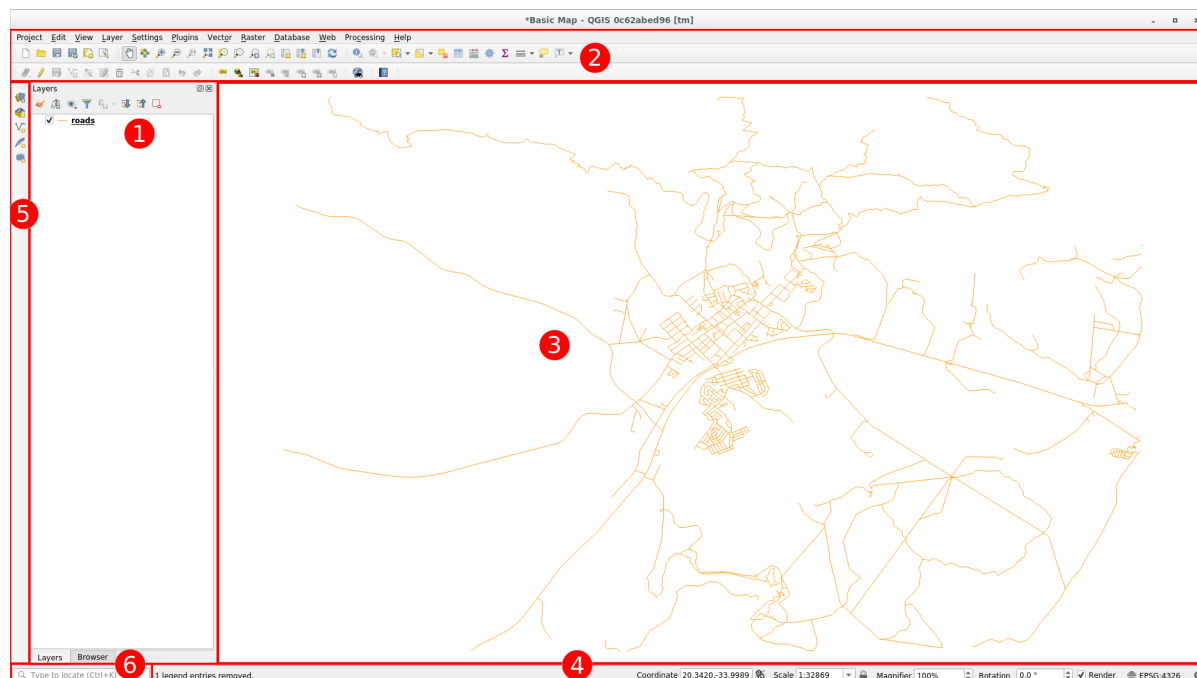 *Basic Map - QGIS 0c62abed96 [tm]
Project Edit View Layer Settings Plugins Vector Raster Database Web Processing Help
2
Layers
1
roads
5
3
Layers Browser
6
4
Type to locate (Ctrl+K)
1 legend entries removed.
Coordinate 20.3420,-33.9989 Scale 1:32869 Magnifier 100% Rotation 0.0 ° Render EPSG:4326